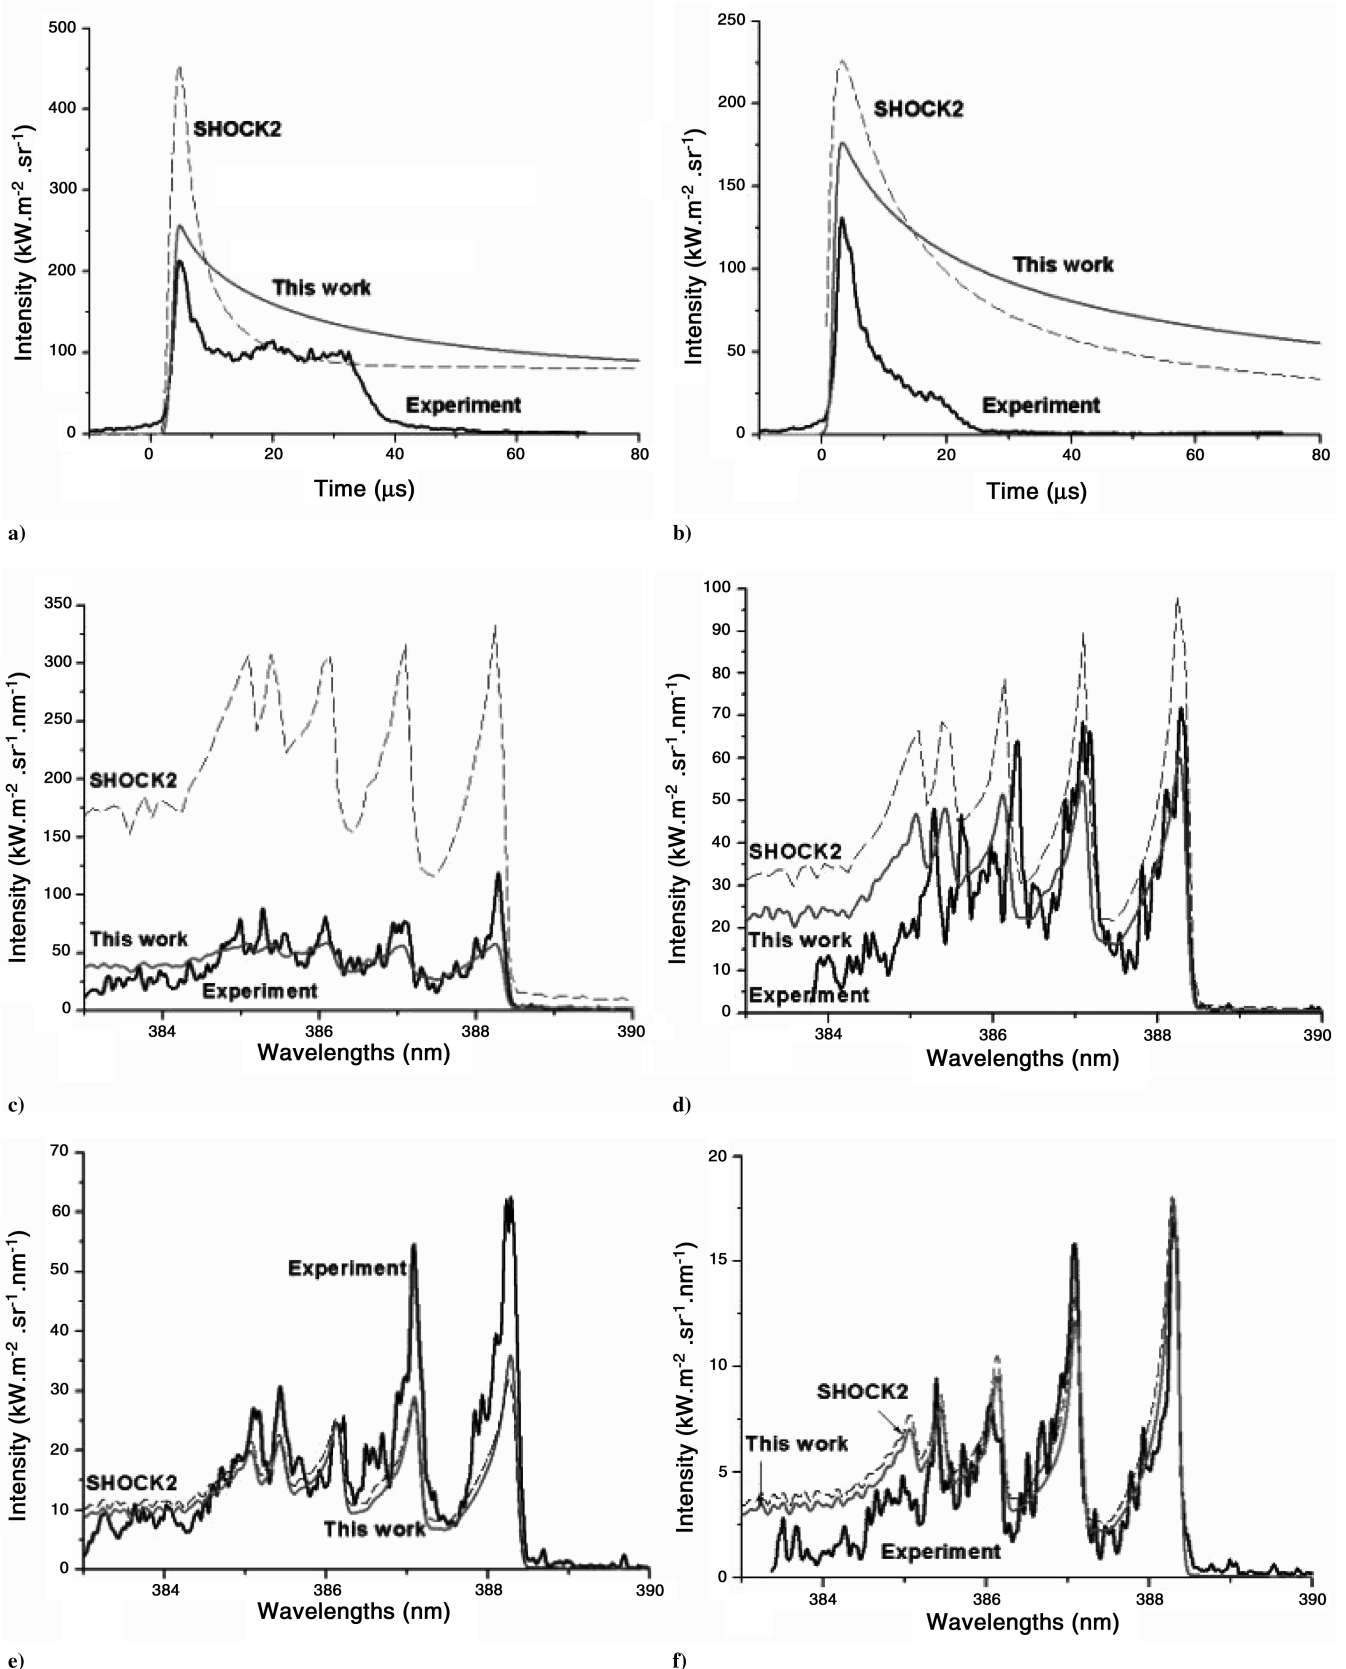 500
400
300
200
100
0
Intensity (kW.m-2 .sr-1)
SHOCK2
This work
Experiment
0 20 40 60 80
Time (μs)
a)
250
200
150
100
50
0
Intensity (kW.m-2 .sr-1)
SHOCK2
This work
Experiment
0 20 40 60 80
Time (μs)
b)
350
300
250
200
150
100
50
0
Intensity (kW.m-2 .sr-1.nm-1)
SHOCK2
This work
Experiment
384 386 388 390
Wavelengths (nm)
c)
100
90
80
70
60
50
40
30
20
10
0
Intensity (kW.m-2 .sr-1.nm-1)
SHOCK2
This work
Experiment
384 386 388 390
Wavelengths (nm)
d)
70
60
50
40
30
20
10
0
Intensity (kW.m-2 .sr-1.nm-1)
Experiment
SHOCK2
This work
384 386 388 390
Wavelengths (nm)
e)
20
15
10
5
0
Intensity (kW.m-2 .sr-1.nm-1)
SHOCK2
This work
Experiment
384 386 388 390
Wavelengths (nm)
f)